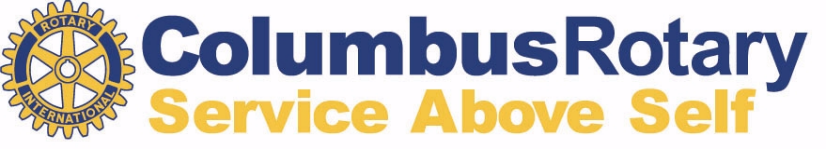 ROTARY
INTERNATIONAL
ColumbusRotary
Service Above Self